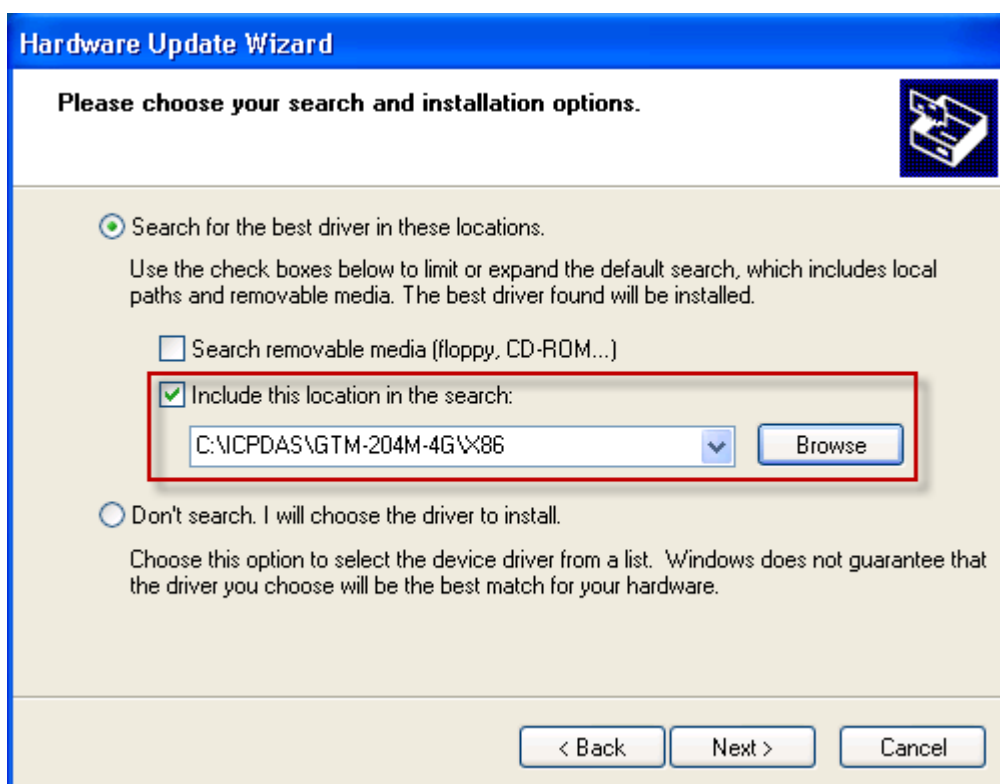 Hardware Update Wizard
Please choose your search and installation options.
Search for the best driver in these locations.
Use the check boxes below to limit or expand the default search, which includes local
paths and removable media. The best driver found will be installed.
Search removable media (floppy, CD-ROM...)
Include this location in the search:
C:\ICPDAS\GTM-204M-4G\X86
Browse
Don't search. I will choose the driver to install.
Choose this option to select the device driver from a list. Windows does not guarantee that
the driver you choose will be the best match for your hardware.
< Back Next > Cancel